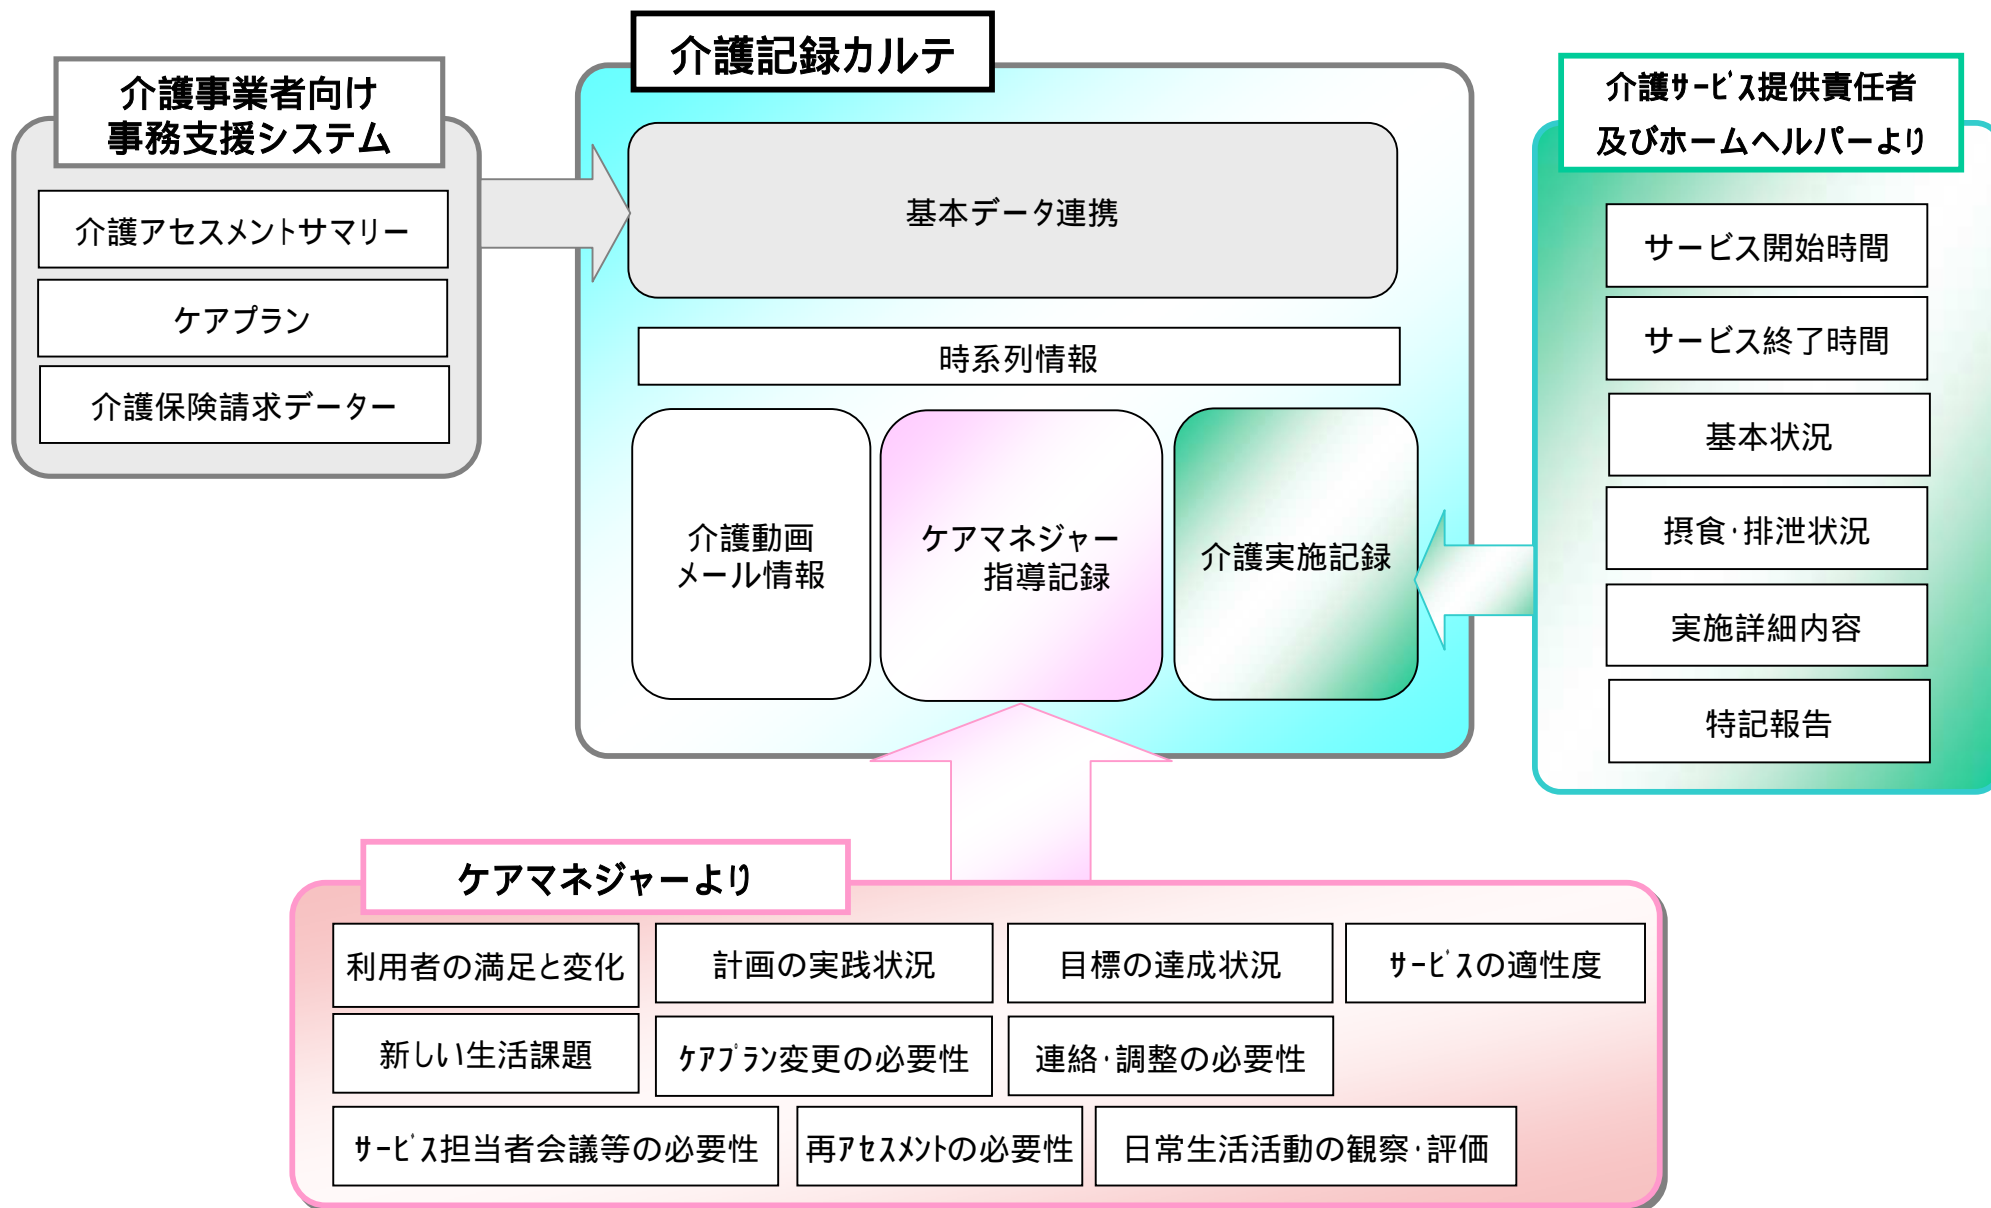 介護記録カルテ
介護事業者向け
事務支援システム
介護アセスメントサマリー
ケアプラン
介護保険請求データー
基本データ連携
時系列情報
介護動画
メール情報
ケアマネジャー
指導記録
介護実施記録
介護ｻｰﾋﾞｽ提供責任者
及びホームヘルパーより
サービス開始時間
サービス終了時間
基本状況
摂食･排泄状況
実施詳細内容
特記報告
ケアマネジャーより
利用者の満足と変化
計画の実践状況
目標の達成状況
ｻｰﾋﾞｽの適性度
新しい生活課題
ｹｱﾌﾟﾗﾝ変更の必要性
連絡･調整の必要性
ｻｰﾋﾞｽ担当者会議等の必要性
再ｱｾｽﾒﾝﾄの必要性
日常生活活動の観察･評価